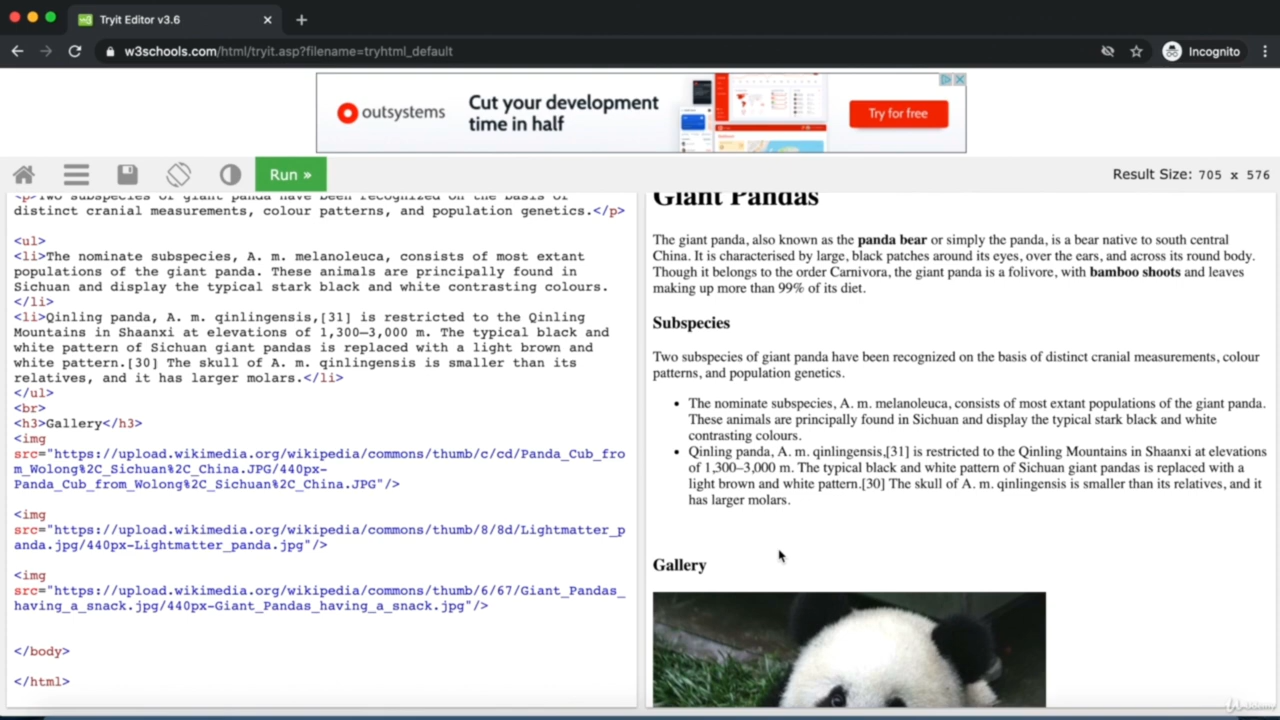 Tryit Editor v3.6
w3schools.com/html/tryit.asp?filename=tryhtml_default
Incognito
outsystems
Cut your development
time in half
Try for free
Run »
Result Size: 705 x 576
<p>Two subspecies of giant panda have been recognized on the basis of
distinct cranial measurements, colour patterns, and population genetics.</p>
<ul>
<li>The nominate subspecies, A. m. melanoleuca, consists of most extant
populations of the giant panda. These animals are principally found in
Sichuan and display the typical stark black and white contrasting colours.
</li>
<li>Qinling panda, A. m. qinlingensis,[31] is restricted to the Qinling
Mountains in Shaanxi at elevations of 1,300–3,000 m. The typical black and
white pattern of Sichuan giant pandas is replaced with a light brown and
white pattern.[30] The skull of A. m. qinlingensis is smaller than its
relatives, and it has larger molars.</li>
</ul>
<br>
<h3>Gallery</h3>
<img
src="https://upload.wikimedia.org/wikipedia/commons/thumb/c/cd/Panda_Cub_fro
m_Wolong%2C_Sichuan%2C_China.JPG/440px-
Panda_Cub_from_Wolong%2C_Sichuan%2C_China.JPG"/>
<img
src="https://upload.wikimedia.org/wikipedia/commons/thumb/8/8d/Lightmatter_p
anda.jpg/440px-Lightmatter_panda.jpg"/>
<img
src="https://upload.wikimedia.org/wikipedia/commons/thumb/6/67/Giant_Pandas_
having_a_snack.jpg/440px-Giant_Pandas_having_a_snack.jpg"/>
</body>
</html>
Giant Pandas
The giant panda, also known as the panda bear or simply the panda, is a bear native to south central
China. It is characterised by large, black patches around its eyes, over the ears, and across its round body.
Though it belongs to the order Carnivora, the giant panda is a folivore, with bamboo shoots and leaves
making up more than 99% of its diet.
Subspecies
Two subspecies of giant panda have been recognized on the basis of distinct cranial measurements, colour
patterns, and population genetics.
• The nominate subspecies, A. m. melanoleuca, consists of most extant populations of the giant panda.
These animals are principally found in Sichuan and display the typical stark black and white
contrasting colours.
• Qinling panda, A. m. qinlingensis,[31] is restricted to the Qinling Mountains in Shaanxi at elevations
of 1,300–3,000 m. The typical black and white pattern of Sichuan giant pandas is replaced with a
light brown and white pattern.[30] The skull of A. m. qinlingensis is smaller than its relatives, and it
has larger molars.
Gallery
Udemy